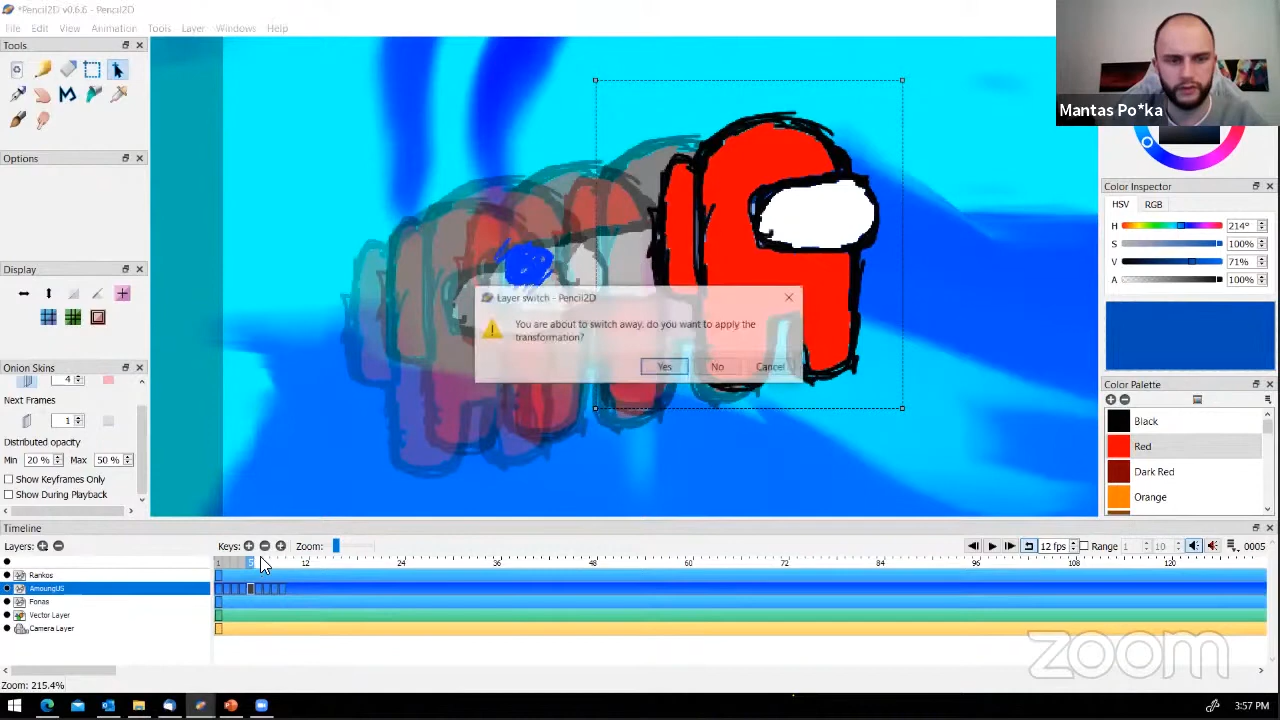 *Pencil2D v0.6.6 - Pencil2D
File Edit View Animation Tools Layer Windows Help
Tools
Mantas Po*ka
Options
Display
Onion Skins
4
Next Frames
1
Distributed opacity
Min 20 % Max 50 %
Show Keyframes Only
Show During Playback
Layer switch - Pencil2D
You are about to switch away, do you want to apply the
transformation?
Yes No Cancel
Color Inspector
HSV RGB
H 214°
S 100%
V 71%
A 100%
Color Palette
Black
Red
Dark Red
Orange
Timeline
Layers: Keys: Zoom: 12 fps Range 1 10 0005
1 5 12 24 36 48 60 72 84 96 108 120
Rankos
AmoungUS
Fonas
Vector Layer
Camera Layer
zoom
Zoom: 215.4%
3:57 PM